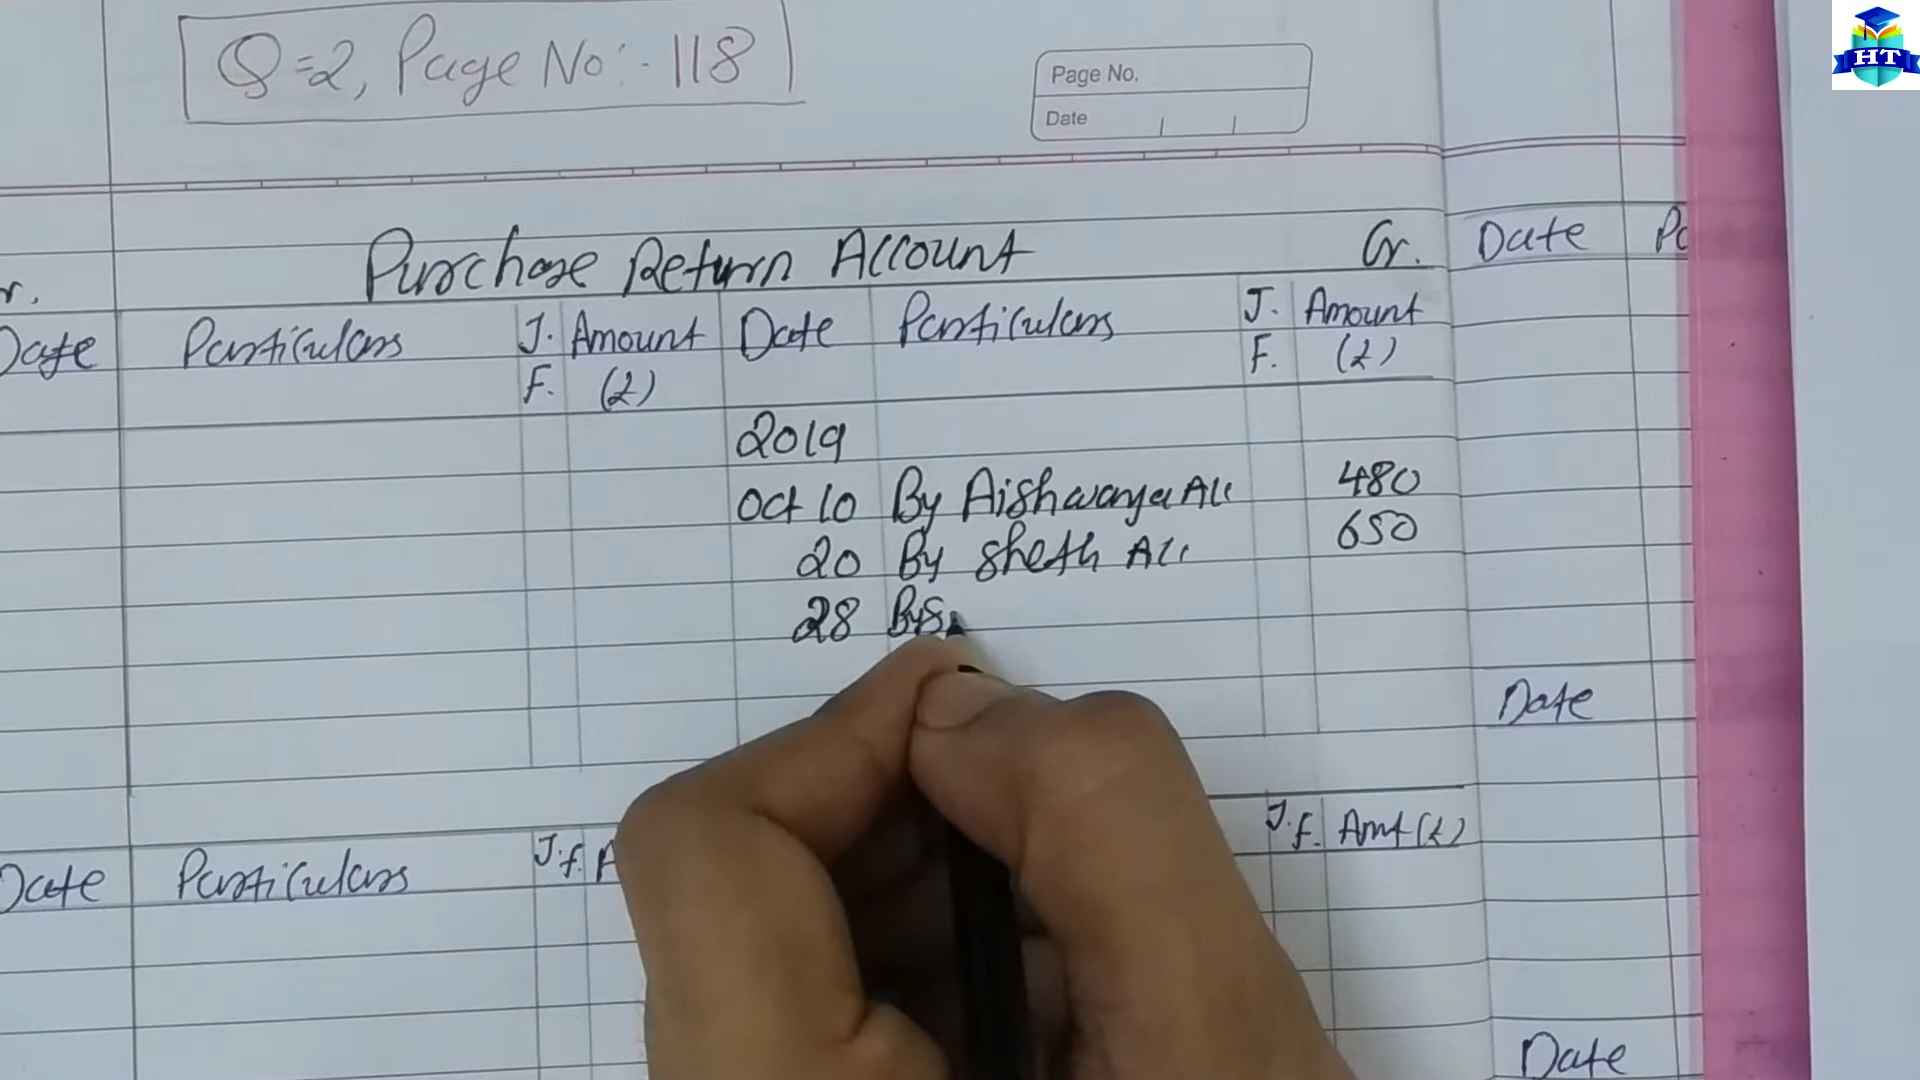 HT
Q=2, Page No:- 118
Page No.
Date
Purchase Return Account Cr. Date
Date Particulars J. Amount Date Particulars J. Amount
F. (₹) F. (₹)
2019
Oct 10 By Aishwarya A/c 480
20 By Sheth A/c 650
28 By S
Date
Date Particulars J.f. A J.f. Amt (₹)
Date